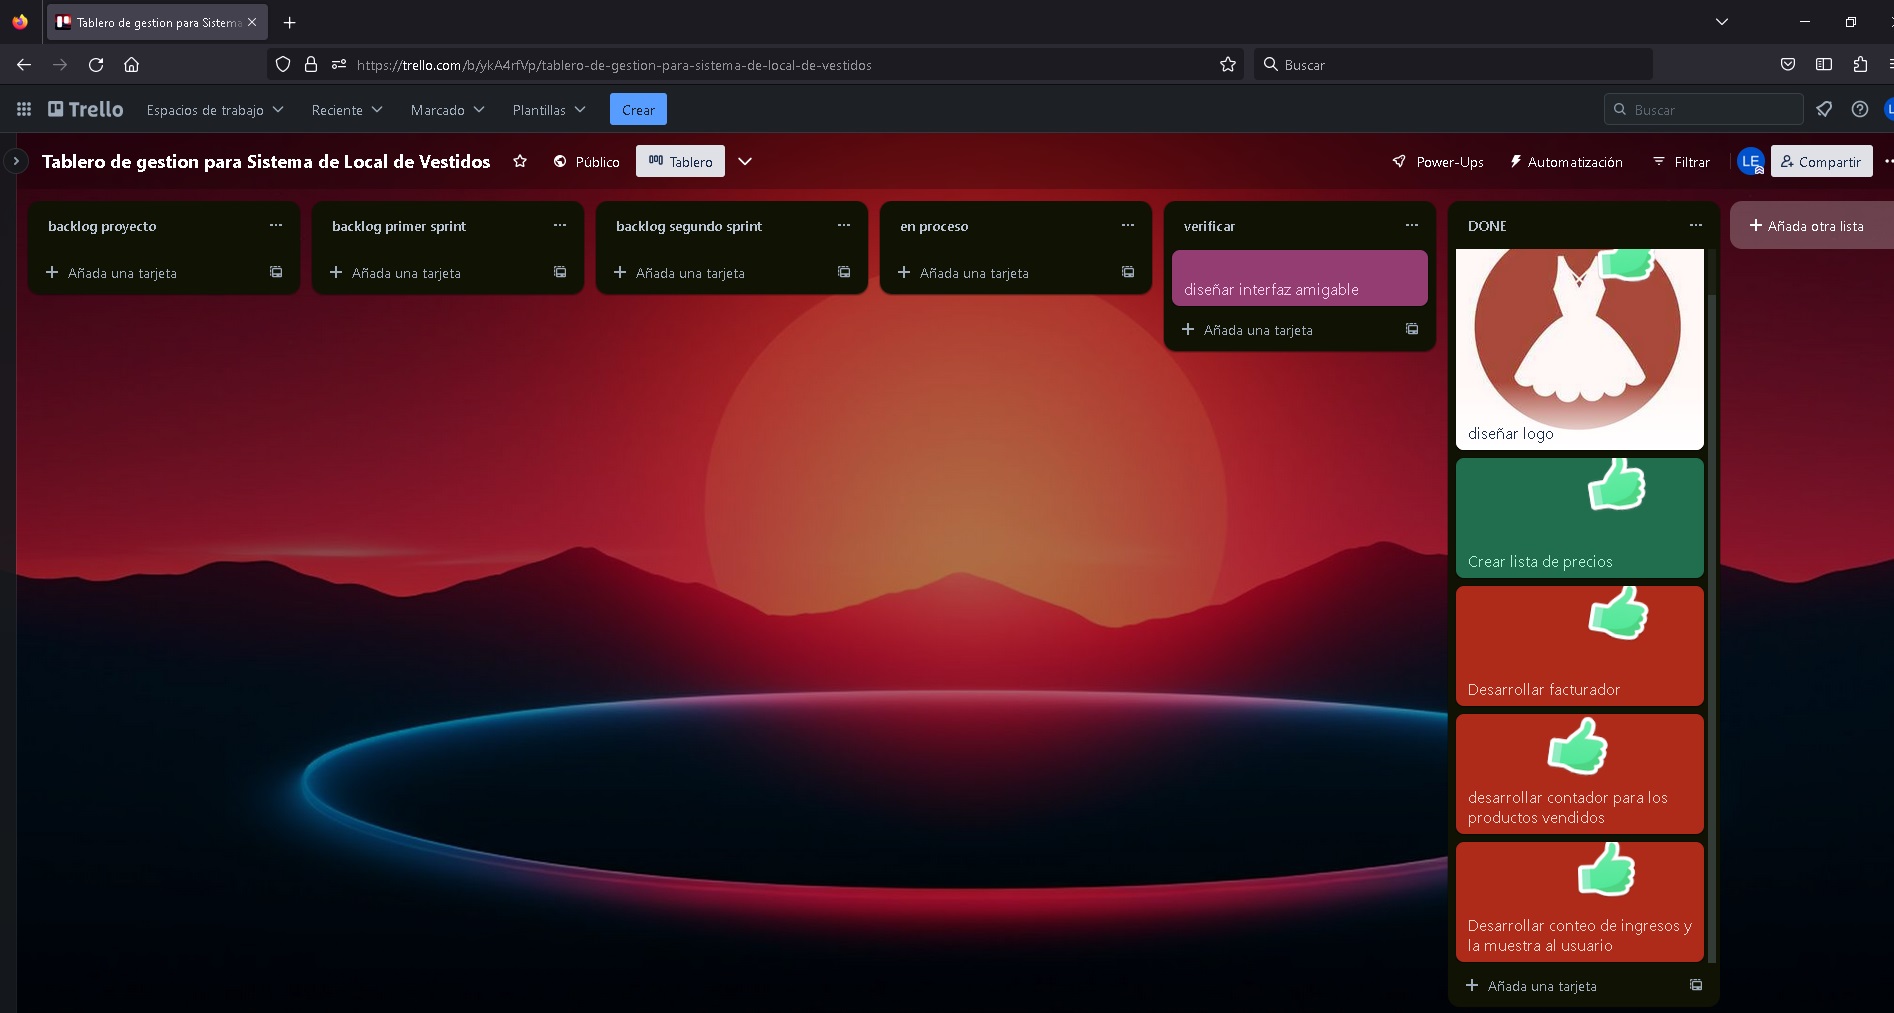 Tablero de gestion para Sistema
https://trello.com/b/ykA4rfVp/tablero-de-gestion-para-sistema-de-local-de-vestidos
Buscar
Trello
Espacios de trabajo
Reciente
Marcado
Plantillas
Crear
Buscar
Tablero de gestion para Sistema de Local de Vestidos
Público
Tablero
Power-Ups
Automatización
Filtrar
LE
Compartir
backlog proyecto
Añada una tarjeta
backlog primer sprint
Añada una tarjeta
backlog segundo sprint
Añada una tarjeta
en proceso
Añada una tarjeta
verificar
diseñar interfaz amigable
Añada una tarjeta
DONE
diseñar logo
Crear lista de precios
Desarrollar facturador
desarrollar contador para los
productos vendidos
Desarrollar conteo de ingresos y
la muestra al usuario
Añada una tarjeta
Añada otra lista